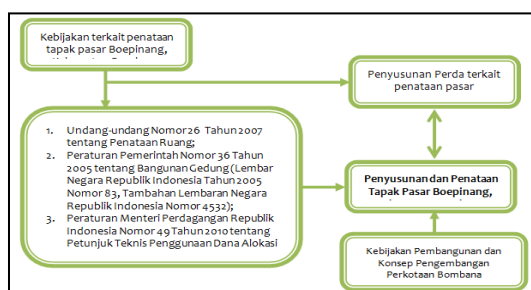 Kebijakan terkait penataan
tapak pasar Boepinang,
Penyusunan Perda terkait
penataan pasar
1. Undang-undang Nomor 26 Tahun 2007
tentang Penataan Ruang;
2. Peraturan Pemerintah Nomor 36 Tahun
2005 tentang Bangunan Gedung (Lembar
Negara Republik Indonesia Tahun 2005
Nomor 83, Tambahan Lembaran Negara
Republik Indonesia Nomor 4532);
3. Peraturan Menteri Perdagangan Republik
Indonesia Nomor 49 Tahun 2010 tentang
Petunjuk Teknis Penggunaan Dana Alokasi
Penyusunan dan Penataan
Tapak Pasar Boepinang,
Kebijakan Pembangunan dan
Konsep Pengembangan
Perkotaan Bombana